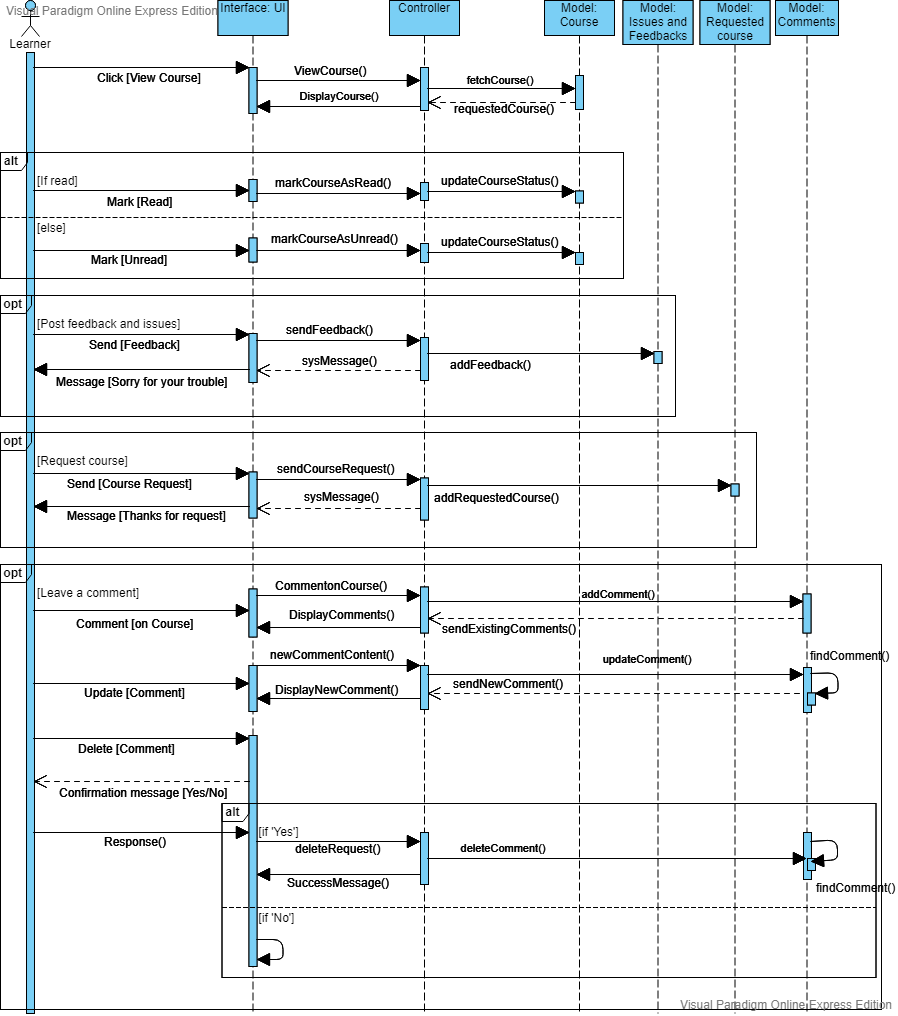 Visual Paradigm Online Express Edition
Learner
Interface: UI
Controller
Model:
Course
Model:
Issues and
Feedbacks
Model:
Requested
course
Model:
Comments
Click [View Course]
ViewCourse()
fetchCourse()
DisplayCourse()
requestedCourse()
alt
[If read]
Mark [Read]
markCourseAsRead()
updateCourseStatus()
[else]
Mark [Unread]
markCourseAsUnread()
updateCourseStatus()
opt
[Post feedback and issues]
Send [Feedback]
sendFeedback()
addFeedback()
sysMessage()
Message [Sorry for your trouble]
opt
[Request course]
Send [Course Request]
sendCourseRequest()
addRequestedCourse()
sysMessage()
Message [Thanks for request]
opt
[Leave a comment]
Comment [on Course]
CommentonCourse()
addComment()
DisplayComments()
sendExistingComments()
newCommentContent()
updateComment()
findComment()
Update [Comment]
DisplayNewComment()
sendNewComment()
Delete [Comment]
Confirmation message [Yes/No]
alt
Response()
[if 'Yes']
deleteRequest()
deleteComment()
SuccessMessage()
findComment()
[if 'No']
Visual Paradigm Online Express Edition